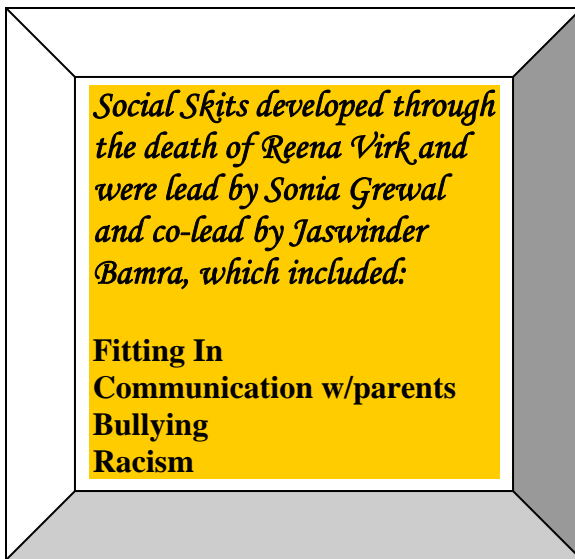 Social Skits developed through
the death of Reena Virk and
were lead by Sonia Grewal
and co-lead by Jaswinder
Bamra, which included:
Fitting In
Communication w/parents
Bullying
Racism